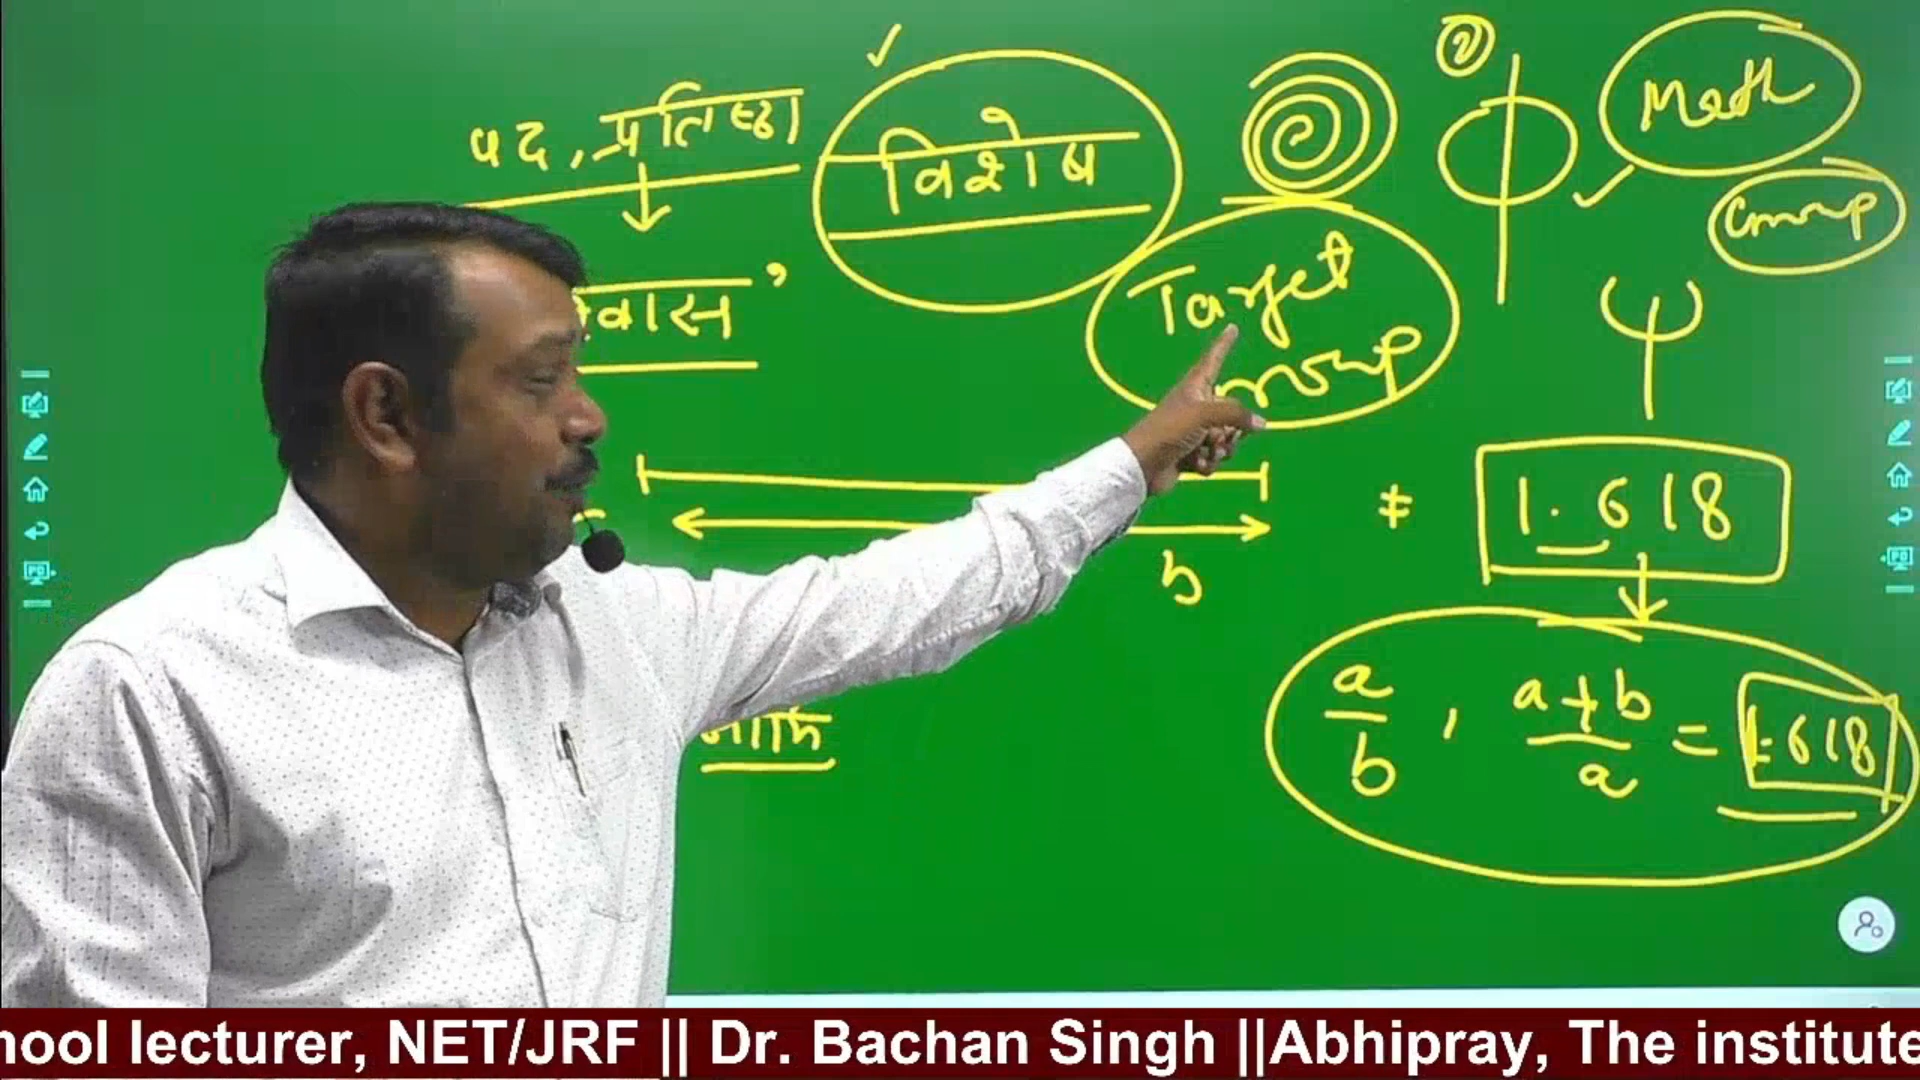 पद, प्रतिष्ठा
विशेष
Math
Group
Target
Group
b
= 1.618
a/b , a+b/a = 1.618
hool lecturer, NET/JRF || Dr. Bachan Singh ||Abhipray, The institute